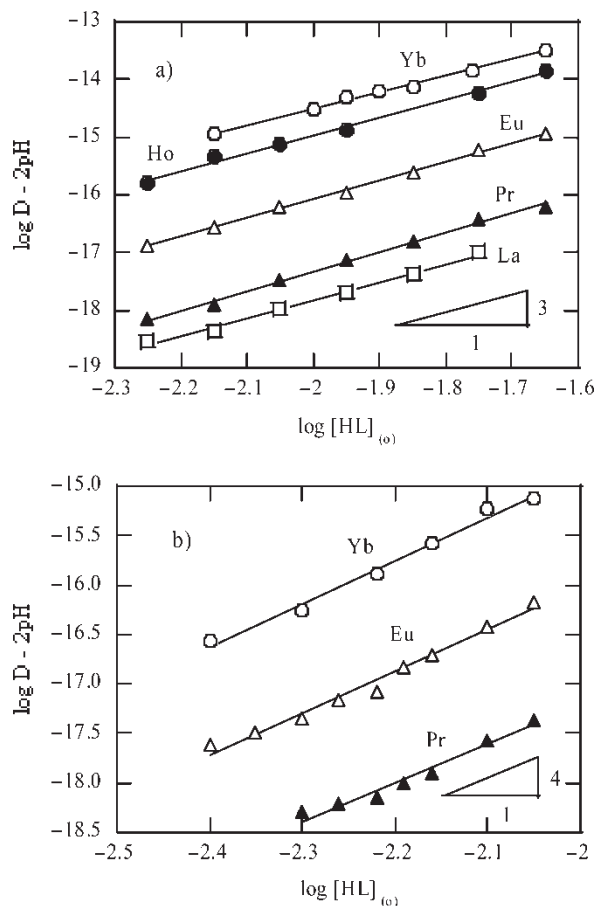 a)
Yb
Ho
Eu
Pr
La
3
1
−13
−14
−15
−16
−17
−18
−19
log D - 2pH
−2.3 −2.2 −2.1 −2 −1.9 −1.8 −1.7 −1.6
log [HL] (o)
b)
Yb
Eu
Pr
4
1
−15.0
−15.5
−16.0
−16.5
−17.0
−17.5
−18.0
−18.5
log D - 2pH
−2.5 −2.4 −2.3 −2.2 −2.1 −2
log [HL] (o)